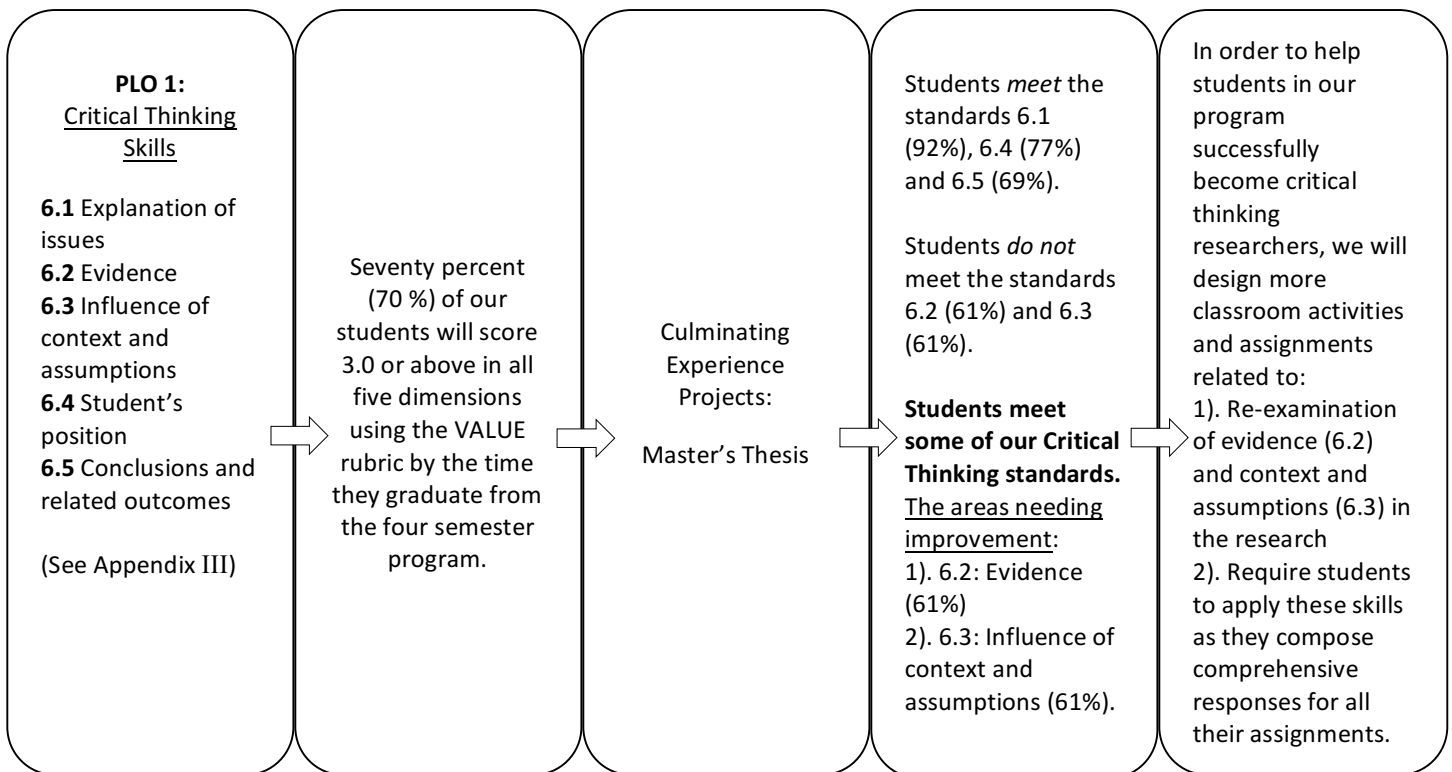 PLO 1:
Critical Thinking
Skills
6.1 Explanation of
issues
6.2 Evidence
6.3 Influence of
context and
assumptions
6.4 Student's
position
6.5 Conclusions and
related outcomes
(See Appendix III)
Seventy percent
(70 %) of our
students will score
3.0 or above in all
five dimensions
using the VALUE
rubric by the time
they graduate from
the four semester
program.
Culminating
Experience
Projects:
Master's Thesis
Students meet the
standards 6.1
(92%), 6.4 (77%)
and 6.5 (69%).
Students do not
meet the standards
6.2 (61%) and 6.3
(61%).
Students meet
some of our Critical
Thinking standards.
The areas needing
improvement:
1). 6.2: Evidence
(61%)
2). 6.3: Influence of
context and
assumptions (61%).
In order to help
students in our
program
successfully
become critical
thinking
researchers, we will
design more
classroom activities
and assignments
related to:
1). Re-examination
of evidence (6.2)
and context and
assumptions (6.3) in
the research
2). Require students
to apply these skills
as they compose
comprehensive
responses for all
their assignments.